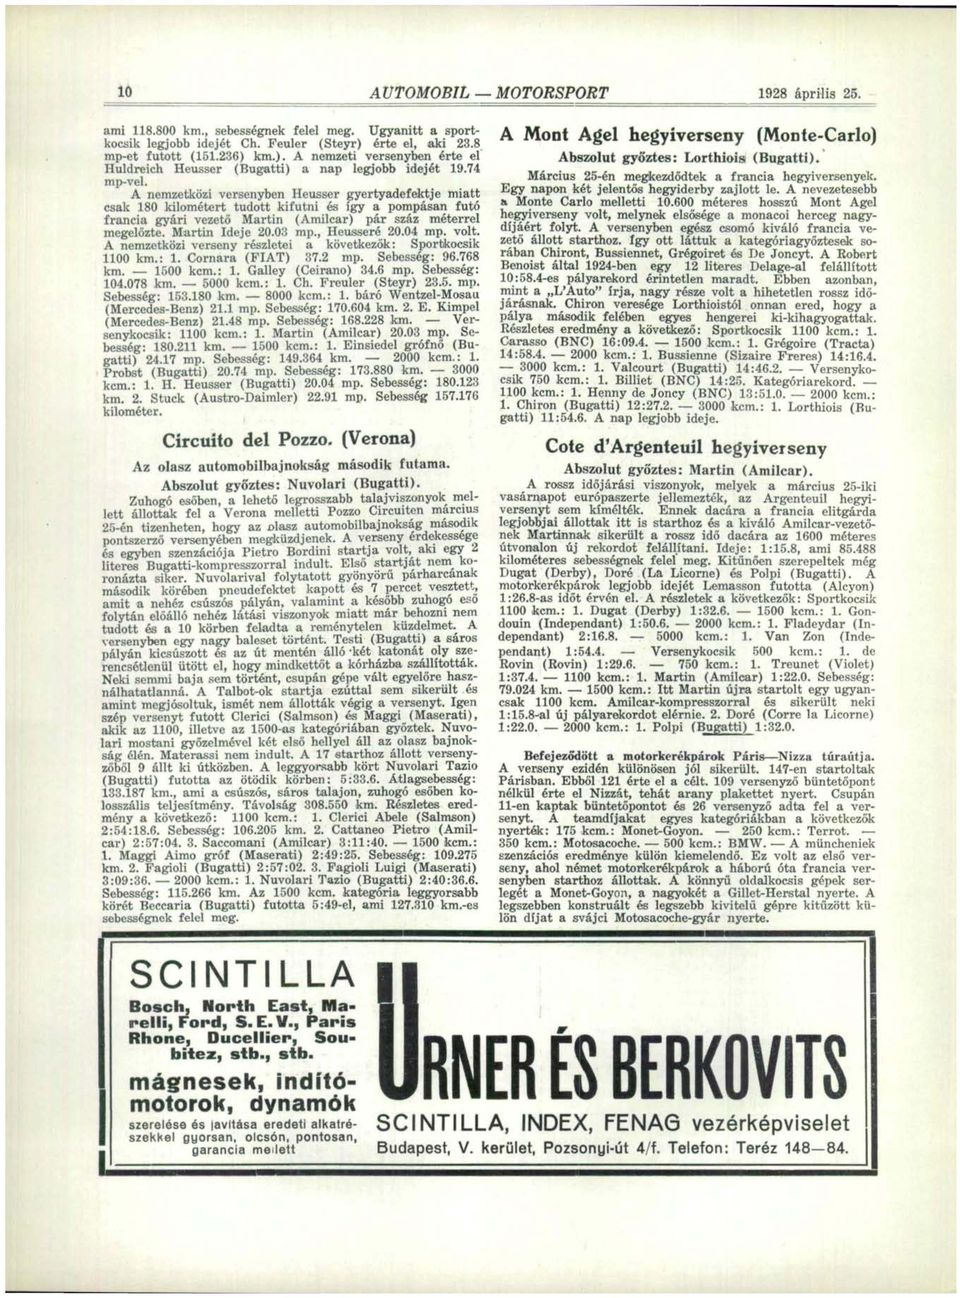 10 AUTOMOBIL — MOTORSPORT 1928 április 25.
ami 118.800 km., sebességnek felel meg. Ugyanitt a sport-
kocsik legjobb idejét Ch. Feuler (Steyr) érte el, aki 23.8
mp-et futott (151.236) km.). A nemzeti versenyben érte el
Huldreich Heusser (Bugatti) a nap legjobb idejét 19.74
mp-vel.
A nemzetközi versenyben Heusser gyertyadefektje miatt
csak 180 kilométert tudott kifutni és így a pompásan futó
francia gyári vezető Martin (Amilcar) pár száz méterrel
megelőzte. Martin Ideje 20.03 mp., Heusseré 20.04 mp. volt.
A nemzetközi verseny részletei a következők: Sportkocsik
1100 km.: 1. Cornara (FIAT) 37.2 mp. Sebesség: 96.768
km. — 1500 kcm.: 1. Galley (Ceirano) 34.6 mp. Sebesség:
104.078 km. — 5000 kcm.: 1. Ch. Freuler (Steyr) 23.5. mp.
Sebesség: 153.180 km. — 8000 kcm.: 1. báró Wentzel-Mosau
(Mercedes-Benz) 21.1 mp. Sebesség: 170.604 km. 2. E. Kimpel
(Mercedes-Benz) 21.48 mp. Sebesség: 168.228 km. — Ver-
senykocsik: 1100 kcm.: 1. Martin (Amilcar) 20.03 mp. Se-
besség: 180.211 km. — 1500 kcm.: 1. Einsiedel grófnő (Bu-
gatti) 24.17 mp. Sebesség: 149.364 km. — 2000 kcm.: 1.
Probst (Bugatti) 20.74 mp. Sebesség: 173.880 km. — 3000
kcm.: 1. H. Heusser (Bugatti) 20.04 mp. Sebesség: 180.123
km. 2. Stuck (Austro-Daimler) 22.91 mp. Sebesség 157.176
kilométer.
Circuito del Pozzo. (Verona)
Az olasz automobilbajnokság második futama.
Abszolut győztes: Nuvolari (Bugatti).
Zuhogó esőben, a lehető legrosszabb talajviszonyok mel-
lett állottak fel a Verona melletti Pozzo Circuiten március
25-én tizenheten, hogy az olasz automobilbajnokság második
pontszerző versenyében megküzdjenek. A verseny érdekessége
és egyben szenzációja Pietro Bordini startja volt, aki egy 2
literes Bugatti-kompresszorral indult. Első startját nem ko-
ronázta siker. Nuvolarival folytatott gyönyörű párharcának
második körében pneudefektet kapott és 7 percet vesztett,
amit a nehéz csúszós pályán, valamint a később zuhogó eső
folytán előálló nehéz látási viszonyok miatt már behozni nem
tudott és a 10 körben feladta a reménytelen küzdelmet. A
versenyben egy nagy baleset történt. Testi (Bugatti) a sáros
pályán kicsúszott és az út mentén álló két katonát oly sze-
rencsétlenül ütött el, hogy mindkettőt a kórházba szállították.
Neki semmi baja sem történt, csupán gépe vált egyelőre hasz-
nálhatatlanná. A Talbot-ok startja ezúttal sem sikerült és
amint megjósoltuk, ismét nem állották végig a versenyt. Igen
szép versenyt futott Clerici (Salmson) és Maggi (Maserati),
akik az 1100, illetve az 1500-as kategóriában győztek. Nuvo-
lari mostani győzelmével két első hellyel áll az olasz bajnok-
ság élén. Materassi nem indult. A 17 starthoz állott verseny-
zőből 9 állt ki útközben. A leggyorsabb kört Nuvolari Tazio
(Bugatti) futotta az ötödik körben: 5:33.6. Átlagsebesség:
133.187 km., ami a csúszós, sáros talajon, zuhogó esőben ko-
losszális teljesítmény. Távolság 308.550 km. Részletes ered-
mény a következő: 1100 kcm.: 1. Clerici Abele (Salmson)
2:54:18.6. Sebesség: 106.205 km. 2. Cattaneo Pietro (Amil-
car) 2:57:04. 3. Saccomani (Amilcar) 3:11:40. — 1500 kcm.:
1. Maggi Aimo gróf (Maserati) 2:49:25. Sebesség: 109.275
km. 2. Fagioli (Bugatti) 2:57:02. 3. Fagioli Luigi (Maserati)
3:09:36. — 2000 kcm.: 1. Nuvolari Tazio (Bugatti) 2:40:36.6.
Sebesség: 115.266 km. Az 1500 kcm. kategória leggyorsabb
körét Beccaria (Bugatti) futotta 5:49-el, ami 127.310 km.-es
sebességnek felel meg.
A Mont Agel hegyiverseny (Monte-Carlo)
Abszolut győztes: Lorthiois (Bugatti).
Március 25-én megkezdődtek a francia hegyiversenyek.
Egy napon két jelentős hegyiderby zajlott le. A nevezetesebb
a Monte Carlo melletti 10.600 méteres hosszú Mont Agel
hegyiverseny volt, melynek elsősége a monacoi herceg nagy-
díjáért folyt. A versenyben egész csomó kiváló francia ve-
zető állott starthoz. Igy ott láttuk a kategóriagyőztesek so-
rában Chiront, Bussiennet, Grégoiret és De Joncyt. A Robert
Benoist által 1924-ben egy 12 literes Delage-al felállított
10:58.4-es pályarekord érintetlen maradt. Ebben azonban,
mint a „L'Auto" írja, nagy része volt a hihetetlen rossz idő-
járásnak. Chiron veresége Lorthioistól onnan ered, hogy a
pálya második felében egyes hengerei ki-kihagyogattak.
Részletes eredmény a következő: Sportkocsik 1100 kcm.: 1.
Carasso (BNC) 16:09.4. — 1500 kcm.: 1. Grégoire (Tracta)
14:58.4. — 2000 kcm.: 1. Bussienne (Sizaire Freres) 14:16.4.
— 3000 kcm.: 1. Valcourt (Bugatti) 14:46.2. — Versenyko-
csik 750 kcm.: 1. Billiet (BNC) 14:25. Kategóriarekord. —
1100 kcm.: 1. Henny de Joncy (BNC) 13:51.0. — 2000 kcm.:
1. Chiron (Bugatti) 12:27.2. — 3000 kcm.: 1. Lorthiois (Bu-
gatti) 11:54.6. A nap legjobb ideje.
Cote d'Argenteuil hegyiverseny
Abszolut győztes: Martin (Amilcar).
A rossz időjárási viszonyok, melyek a március 25-iki
vasárnapot európaszerte jellemezték, az Argenteuil hegyi-
versenyt sem kímélték. Ennek dacára a francia elitgárda
legjobbjai állottak itt is starthoz és a kiváló Amilcar-vezető-
nek Martinnak sikerült a rossz idő dacára az 1600 méteres
útvonalon új rekordot felállítani. Ideje: 1:15.8, ami 85.488
kilométeres sebességnek felel meg. Kitűnően szerepeltek még
Dugat (Derby), Doré (La Licorne) és Polpi (Bugatti). A
motorkerékpárok legjobb idejét Lemasson futotta (Alcyon)
1:26.8-as időt érvén el. A részletek a következők: Sportkocsik
1100 kcm.: 1. Dugat (Derby) 1:32.6. — 1500 kcm.: 1. Gon-
douin (Independant) 1:50.6. — 2000 kcm.: 1. Fladeydar (In-
dependant) 2:16.8. — 5000 kcm.: 1. Van Zon (Inde-
pendant) 1:54.4. — Versenykocsik 500 kcm.: 1. de
Rovin (Rovin) 1:29.6. — 750 kcm.: 1. Treunet (Violet)
1:37.4. — 1100 kcm.: 1. Martin (Amilcar) 1:22.0. Sebesség:
79.024 km. — 1500 kcm.: Itt Martin újra startolt egy ugyan-
csak 1100 kcm. Amilcar-kompresszorral és sikerült neki
1:15.8-al új pályarekordot elérnie. 2. Doré (Corre la Licorne)
1:22.0. — 2000 kcm.: 1. Polpi (Bugatti) 1:32.0.
Befejeződött a motorkerékpárok Páris—Nizza túraútja.
A verseny ezidén különösen jól sikerült. 147-en startoltak
Párisban. Ebből 121 érte el a célt. 109 versenyző büntetőpont
nélkül érte el Nizzát, tehát arany plakettet nyert. Csupán
11-en kaptak büntetőpontot és 26 versenyző adta fel a ver-
senyt. A teamdíjakat egyes kategóriákban a következők
nyerték: 175 kcm.: Monet-Goyon. — 250 kcm.: Terrot. —
350 kcm.: Motosacoche. — 500 kcm.: BMW. — A müncheniek
szenzációs eredménye külön kiemelendő. Ez volt az első ver-
seny, ahol német motorkerékpárok a háború óta francia ver-
senyben starthoz állottak. A könnyű oldalkocsis gépek ser-
legét a Monet-Goyon, a nagyokét a Gillet-Herstal nyerte. A
legszebben konstruált és legszebb kivitelű gépre kitűzött kü-
lön díjat a svájci Motosacoche-gyár nyerte.
SCINTILLA
Bosch, North East, Ma-
relli, Ford, S. E. V., Paris
Rhone, Ducellier, Sou-
bitez, stb., stb.
mágnesek, indító-
motorok, dynamók
szerelése és javítása eredeti alkatré-
szekkel gyorsan, olcsón, pontosan,
garancia mellett
URNER ÉS BERKOVITS
SCINTILLA, INDEX, FENAG vezérképviselet
Budapest, V. kerület, Pozsonyi-út 4/f. Telefon: Teréz 148—84.